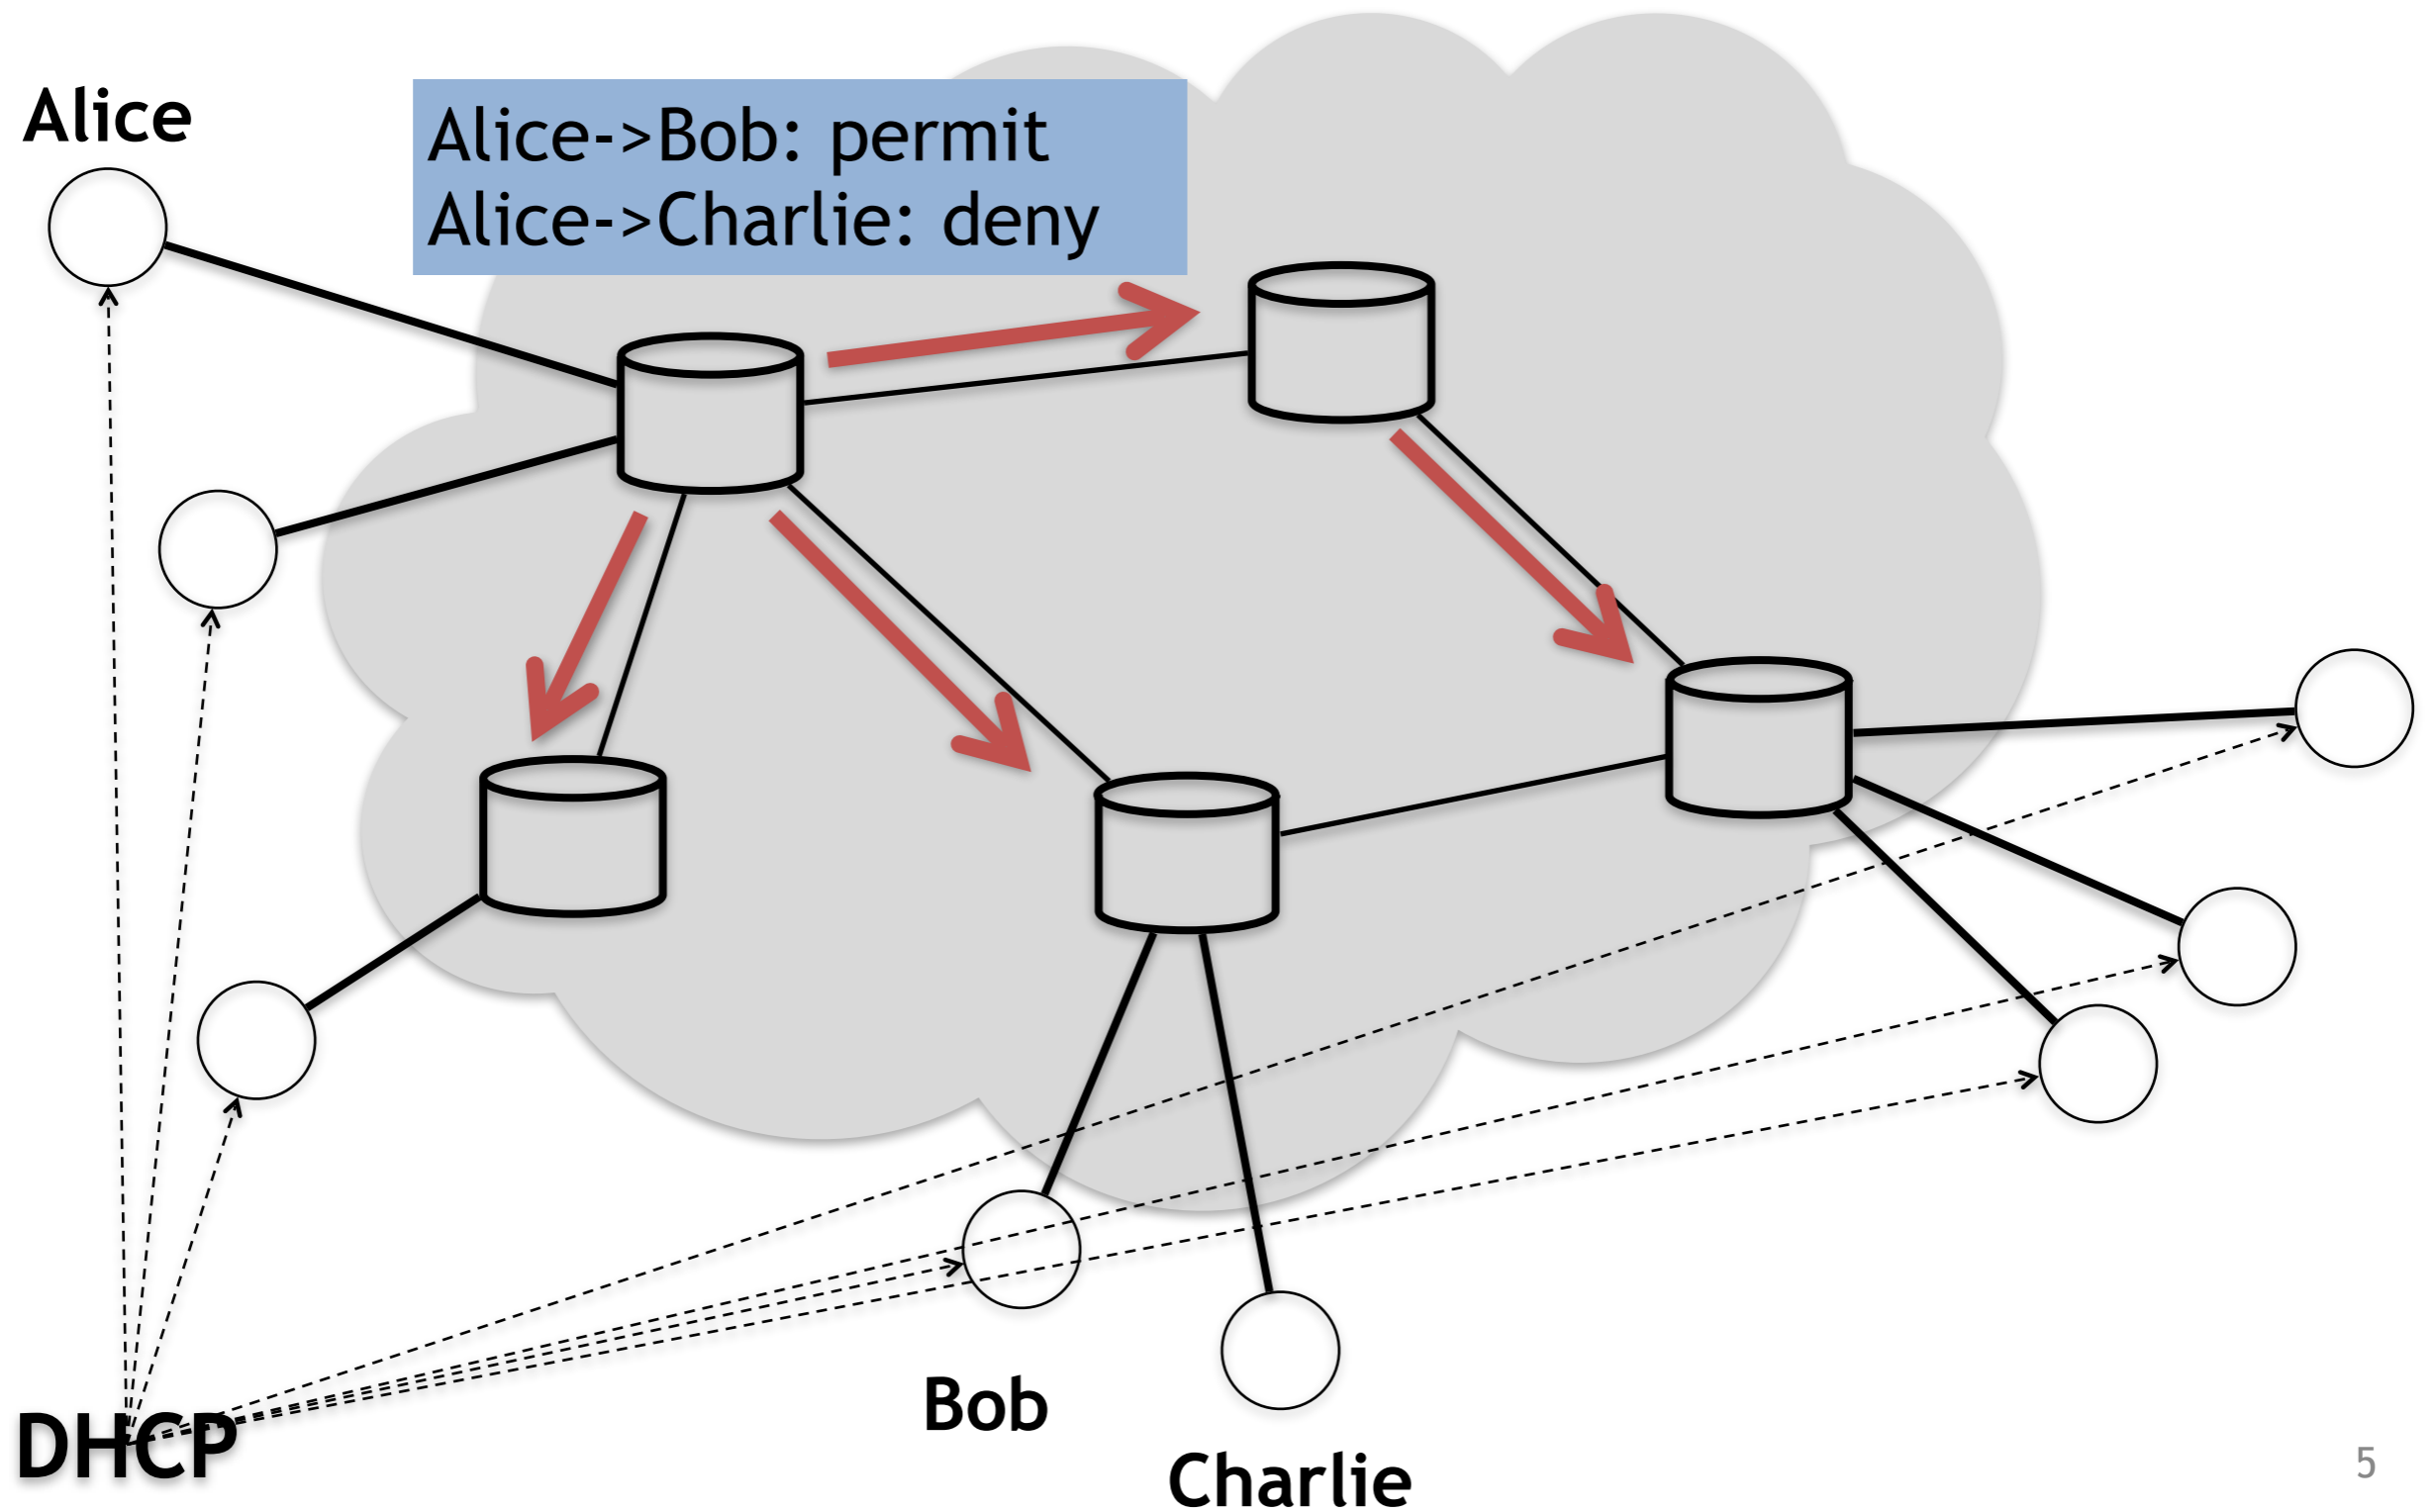 Alice
Alice->Bob: permit
Alice->Charlie: deny
Bob
DHCP
Charlie
5